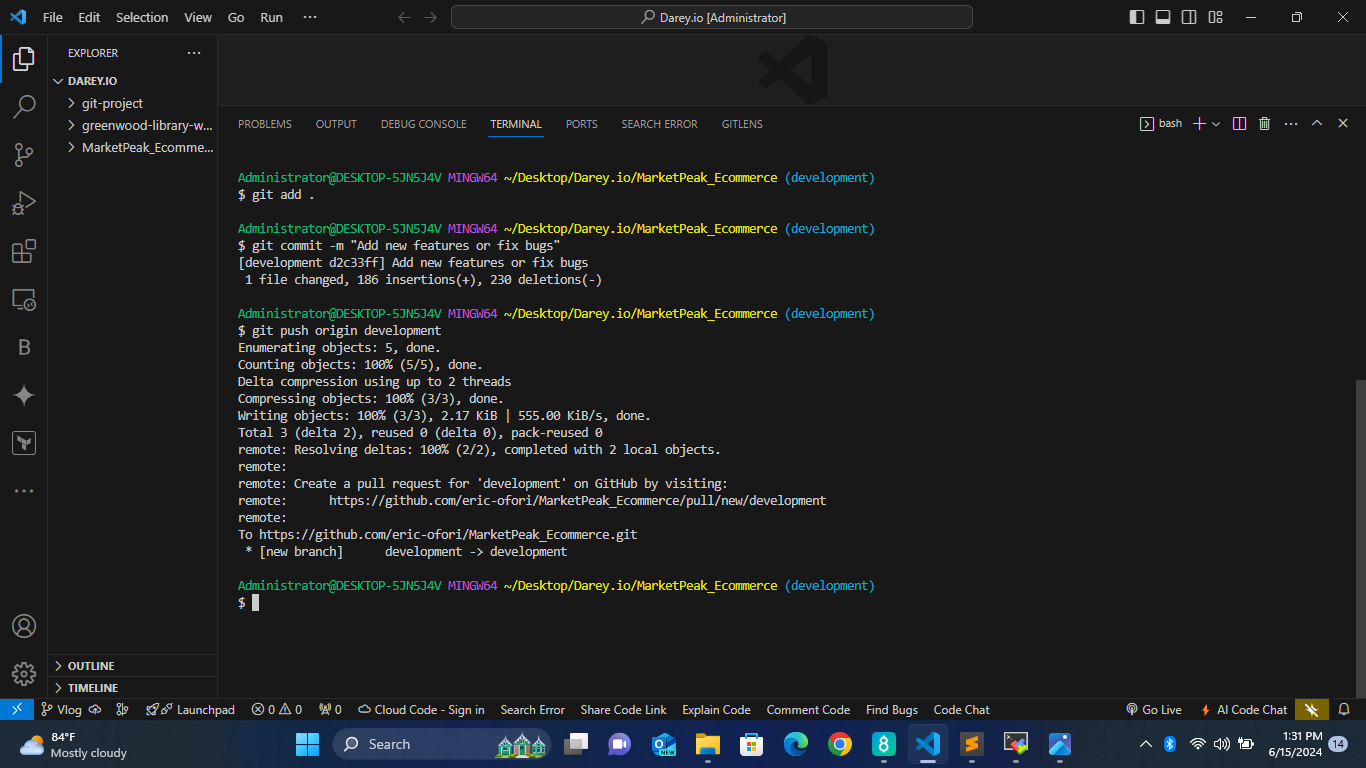 File Edit Selection View Go Run ···
Darey.io [Administrator]
EXPLORER ···
DAREY.IO
git-project
greenwood-library-w...
MarketPeak_Ecomme...
OUTLINE
TIMELINE
PROBLEMS OUTPUT DEBUG CONSOLE TERMINAL PORTS SEARCH ERROR GITLENS
bash
Administrator@DESKTOP-5JN5J4V MINGW64 ~/Desktop/Darey.io/MarketPeak_Ecommerce (development)
$ git add .
Administrator@DESKTOP-5JN5J4V MINGW64 ~/Desktop/Darey.io/MarketPeak_Ecommerce (development)
$ git commit -m "Add new features or fix bugs"
[development d2c33ff] Add new features or fix bugs
1 file changed, 186 insertions(+), 230 deletions(-)
Administrator@DESKTOP-5JN5J4V MINGW64 ~/Desktop/Darey.io/MarketPeak_Ecommerce (development)
$ git push origin development
Enumerating objects: 5, done.
Counting objects: 100% (5/5), done.
Delta compression using up to 2 threads
Compressing objects: 100% (3/3), done.
Writing objects: 100% (3/3), 2.17 KiB | 555.00 KiB/s, done.
Total 3 (delta 2), reused 0 (delta 0), pack-reused 0
remote: Resolving deltas: 100% (2/2), completed with 2 local objects.
remote:
remote: Create a pull request for 'development' on GitHub by visiting:
remote:      https://github.com/eric-ofori/MarketPeak_Ecommerce/pull/new/development
remote:
To https://github.com/eric-ofori/MarketPeak_Ecommerce.git
* [new branch]      development -> development
Administrator@DESKTOP-5JN5J4V MINGW64 ~/Desktop/Darey.io/MarketPeak_Ecommerce (development)
$
Vlog Launchpad 0 0 0 Cloud Code - Sign in Search Error Share Code Link Explain Code Comment Code Find Bugs Code Chat Go Live AI Code Chat
84°F
Mostly cloudy
Search
1:31 PM
6/15/2024
14